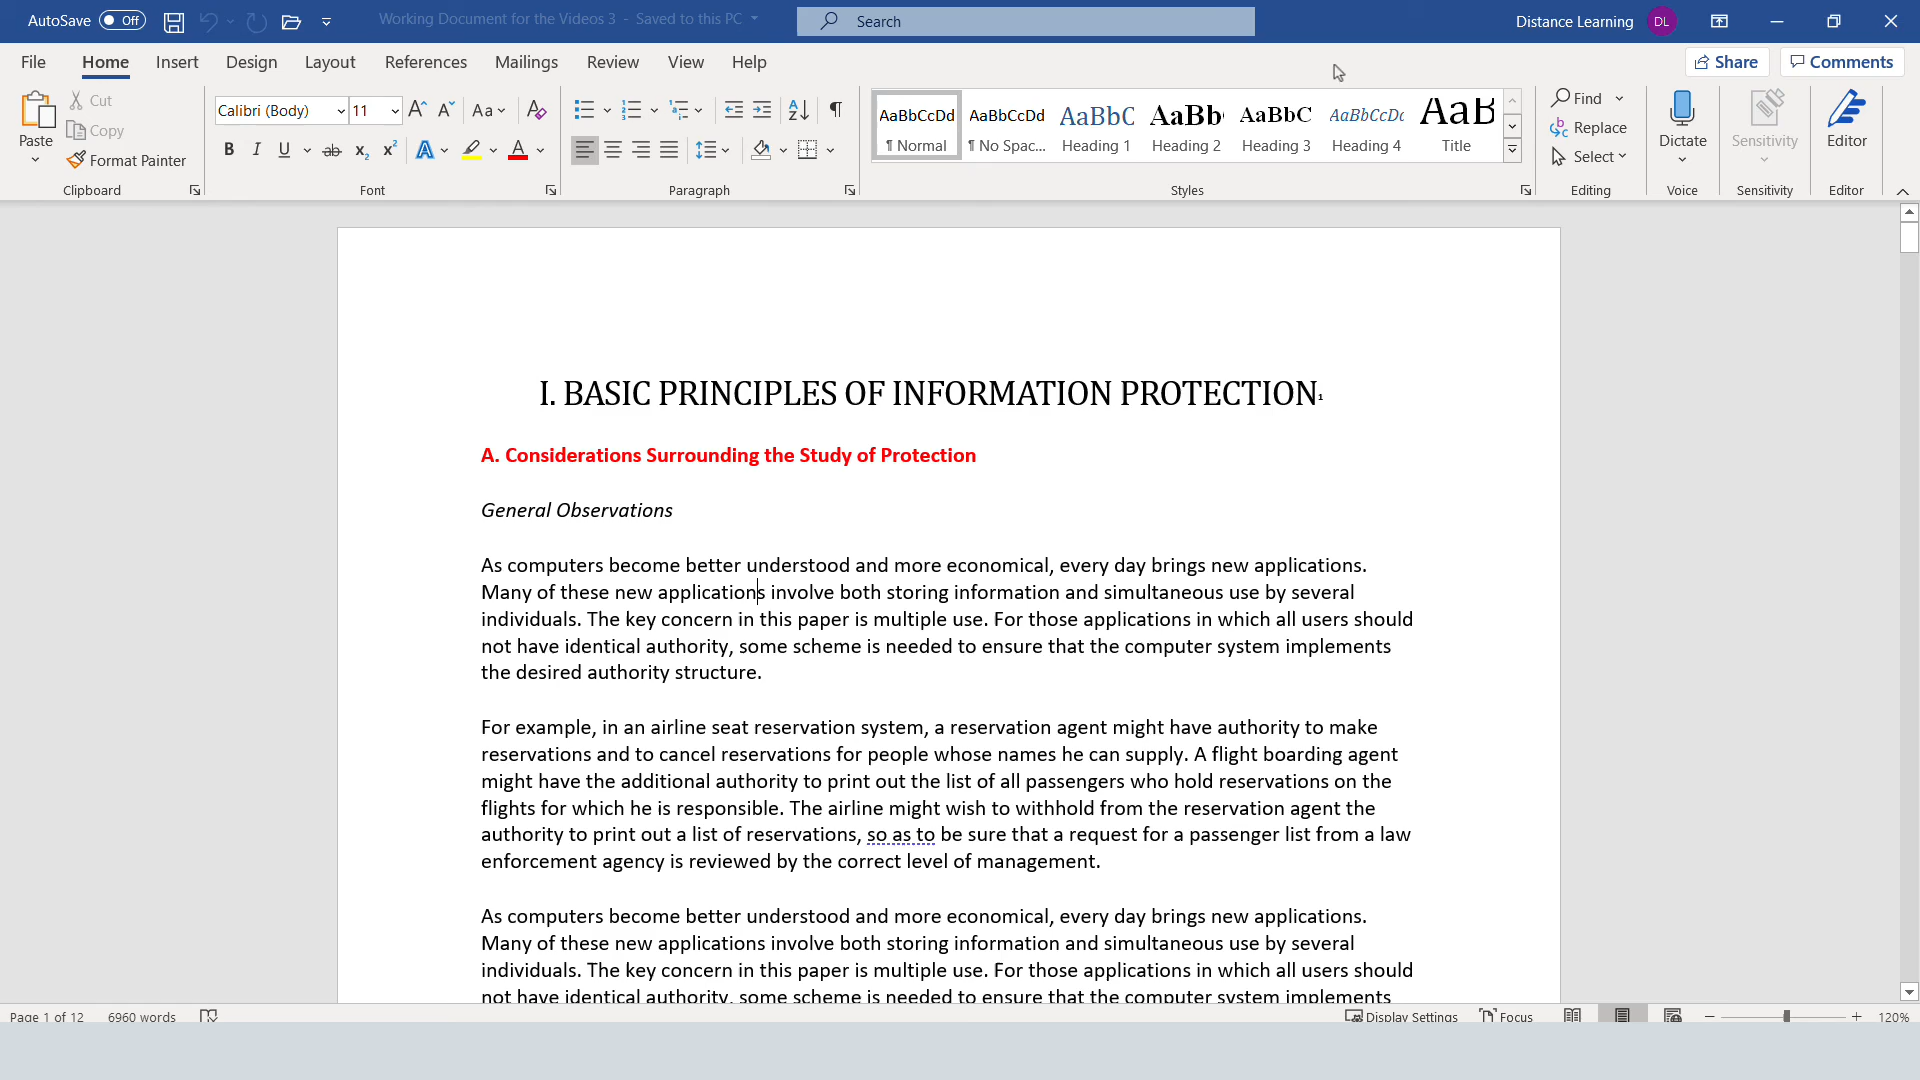 AutoSave Off Working Document for the Videos 3 - Saved to this PC Search Distance Learning DL
File Home Insert Design Layout References Mailings Review View Help Share Comments
Paste Cut Copy Format Painter Clipboard
Calibri (Body) 11 Aa B I U ab x2 x2 A A Font
Paragraph
AaBbCcDd AaBbCcDd AaBbC AaBb AaBbC AaBbCcDc AaB
¶ Normal ¶ No Spac... Heading 1 Heading 2 Heading 3 Heading 4 Title
Styles
Find Replace Select Editing
Dictate Voice
Sensitivity Sensitivity
Editor Editor
I. BASIC PRINCIPLES OF INFORMATION PROTECTION1
A. Considerations Surrounding the Study of Protection
General Observations
As computers become better understood and more economical, every day brings new applications.
Many of these new applications involve both storing information and simultaneous use by several
individuals. The key concern in this paper is multiple use. For those applications in which all users should
not have identical authority, some scheme is needed to ensure that the computer system implements
the desired authority structure.
For example, in an airline seat reservation system, a reservation agent might have authority to make
reservations and to cancel reservations for people whose names he can supply. A flight boarding agent
might have the additional authority to print out the list of all passengers who hold reservations on the
flights for which he is responsible. The airline might wish to withhold from the reservation agent the
authority to print out a list of reservations, so as to be sure that a request for a passenger list from a law
enforcement agency is reviewed by the correct level of management.
As computers become better understood and more economical, every day brings new applications.
Many of these new applications involve both storing information and simultaneous use by several
individuals. The key concern in this paper is multiple use. For those applications in which all users should
not have identical authority, some scheme is needed to ensure that the computer system implements
Page 1 of 12 6960 words Display Settings Focus 120%